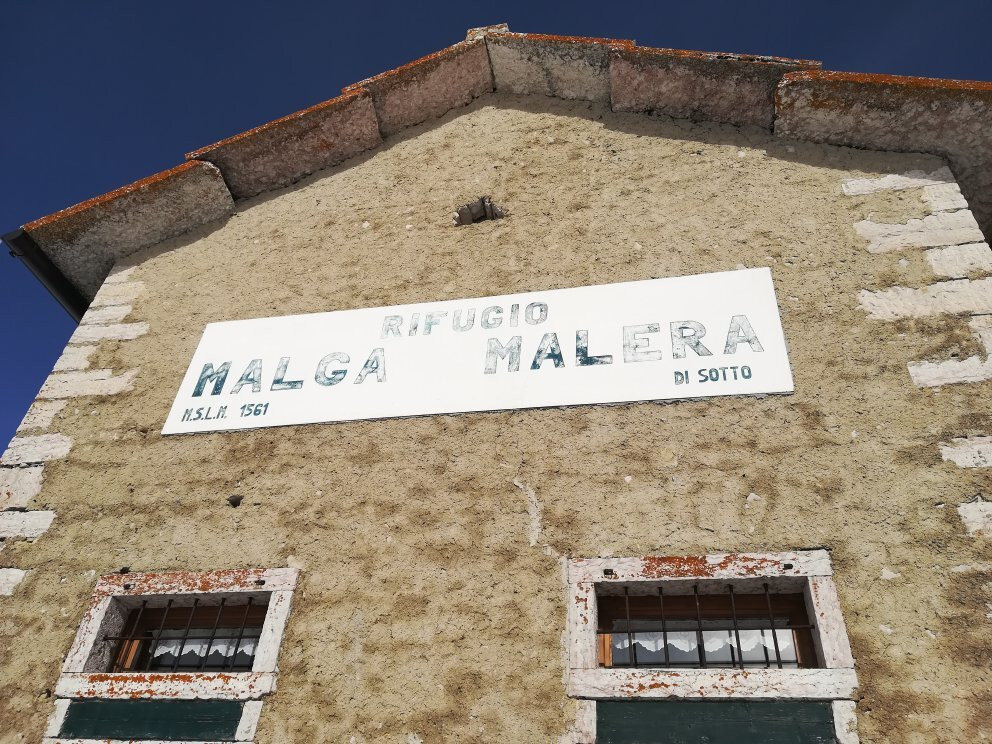 RIFUGIO
MALGA MALERA
M.S.L.M. 1561 DI SOTTO